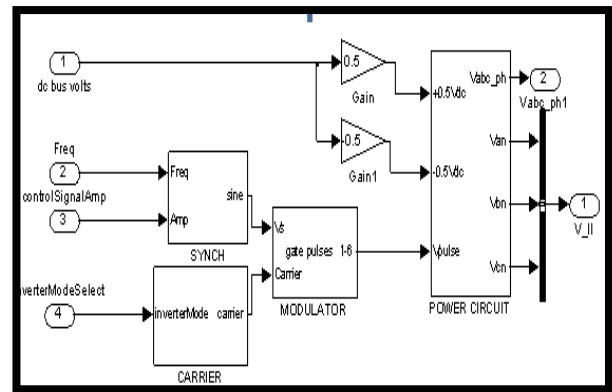 1
dc bus volts
0.5
Gain
-0.5
Gain1
Freq
2
controlSignalAmp
3
Freq
sine
Amp
SYNCH
nverterModeSelect
4
inverterMode carrier
CARRIER
Vs
gate pulses 1-6
Carrier
MODULATOR
Vabc_ph
+0.5Vdc
Van
-0.5Vdc
Vbn
Vpulse
Vcn
POWER CIRCUIT
2
Vabc_ph1
1
V_ll